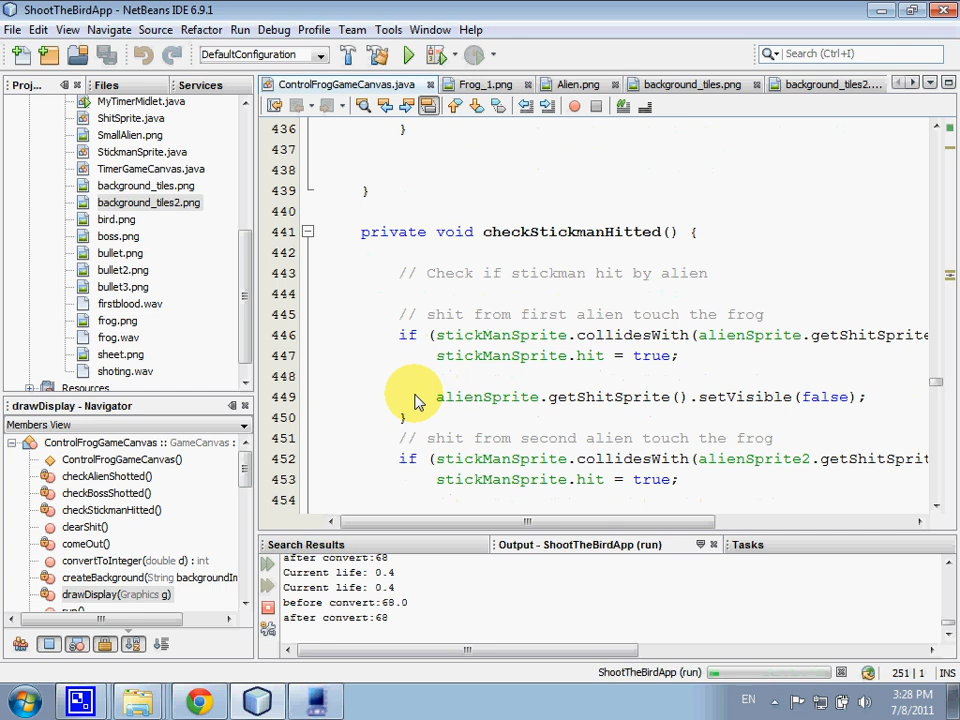 ShootTheBirdApp - NetBeans IDE 6.9.1
File Edit View Navigate Source Refactor Run Debug Profile Team Tools Window Help
DefaultConfiguration
Search (Ctrl+I)
Proj... Files Services
ControlFrogGameCanvas.java Frog_1.png Alien.png background_tiles.png background_tiles2....
MyTimerMidlet.java
ShitSprite.java
SmallAlien.png
StickmanSprite.java
TimerGameCanvas.java
background_tiles.png
background_tiles2.png
bird.png
boss.png
bullet.png
bullet2.png
bullet3.png
firstblood.wav
frog.png
frog.wav
sheet.png
shoting.wav
Resources
436 }
437
438
439 }
440
441 private void checkStickmanHitted() {
442
443 // Check if stickman hit by alien
444
445 // shit from first alien touch the frog
446 if (stickManSprite.collidesWith(alienSprite.getShitSprite
447 stickManSprite.hit = true;
448
449 alienSprite.getShitSprite().setVisible(false);
450 }
451 // shit from second alien touch the frog
452 if (stickManSprite.collidesWith(alienSprite2.getShitSprit
453 stickManSprite.hit = true;
454
drawDisplay - Navigator
Members View
ControlFrogGameCanvas :: GameCanvas :
ControlFrogGameCanvas()
checkAlienShotted()
checkBossShotted()
checkStickmanHitted()
clearShit()
comeOut()
convertToInteger(double d) : int
createBackground(String backgroundIm
drawDisplay(Graphics g)
run()
Search Results Output - ShootTheBirdApp (run) Tasks
after convert:68
Current life: 0.4
Current life: 0.4
before convert:68.0
after convert:68
ShootTheBirdApp (run) 251 | 1 INS
EN 3:28 PM
7/8/2011